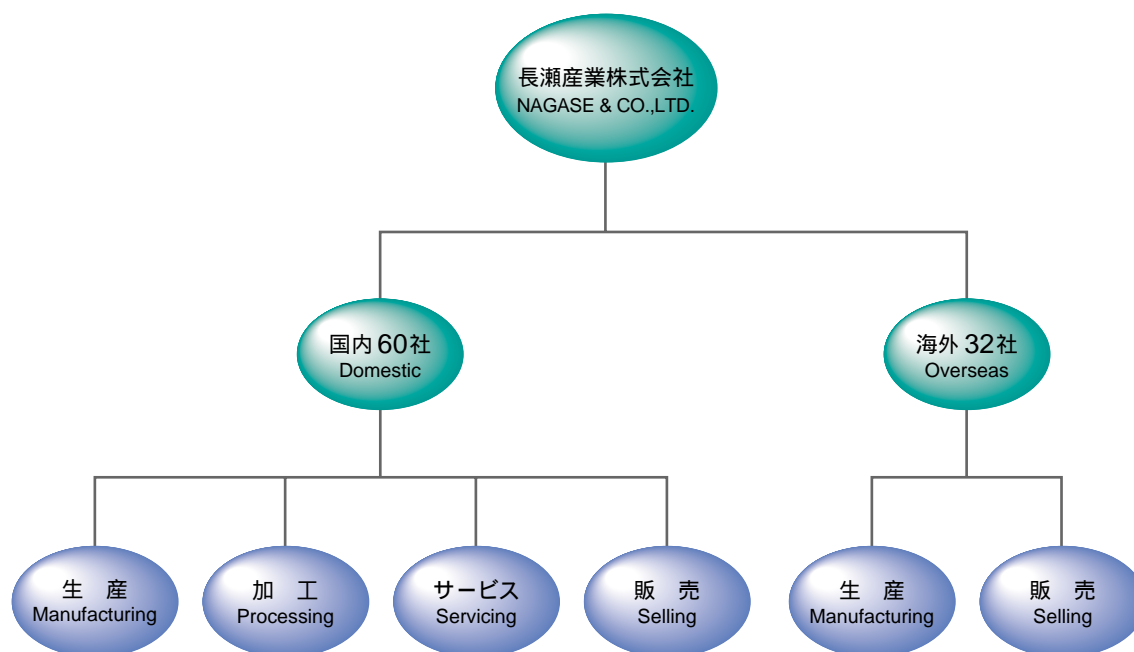 長瀬産業株式会社
NAGASE & CO.,LTD.
国内 60社
Domestic
海外 32社
Overseas
生 産
Manufacturing
加 工
Processing
サービス
Servicing
販 売
Selling
生 産
Manufacturing
販 売
Selling